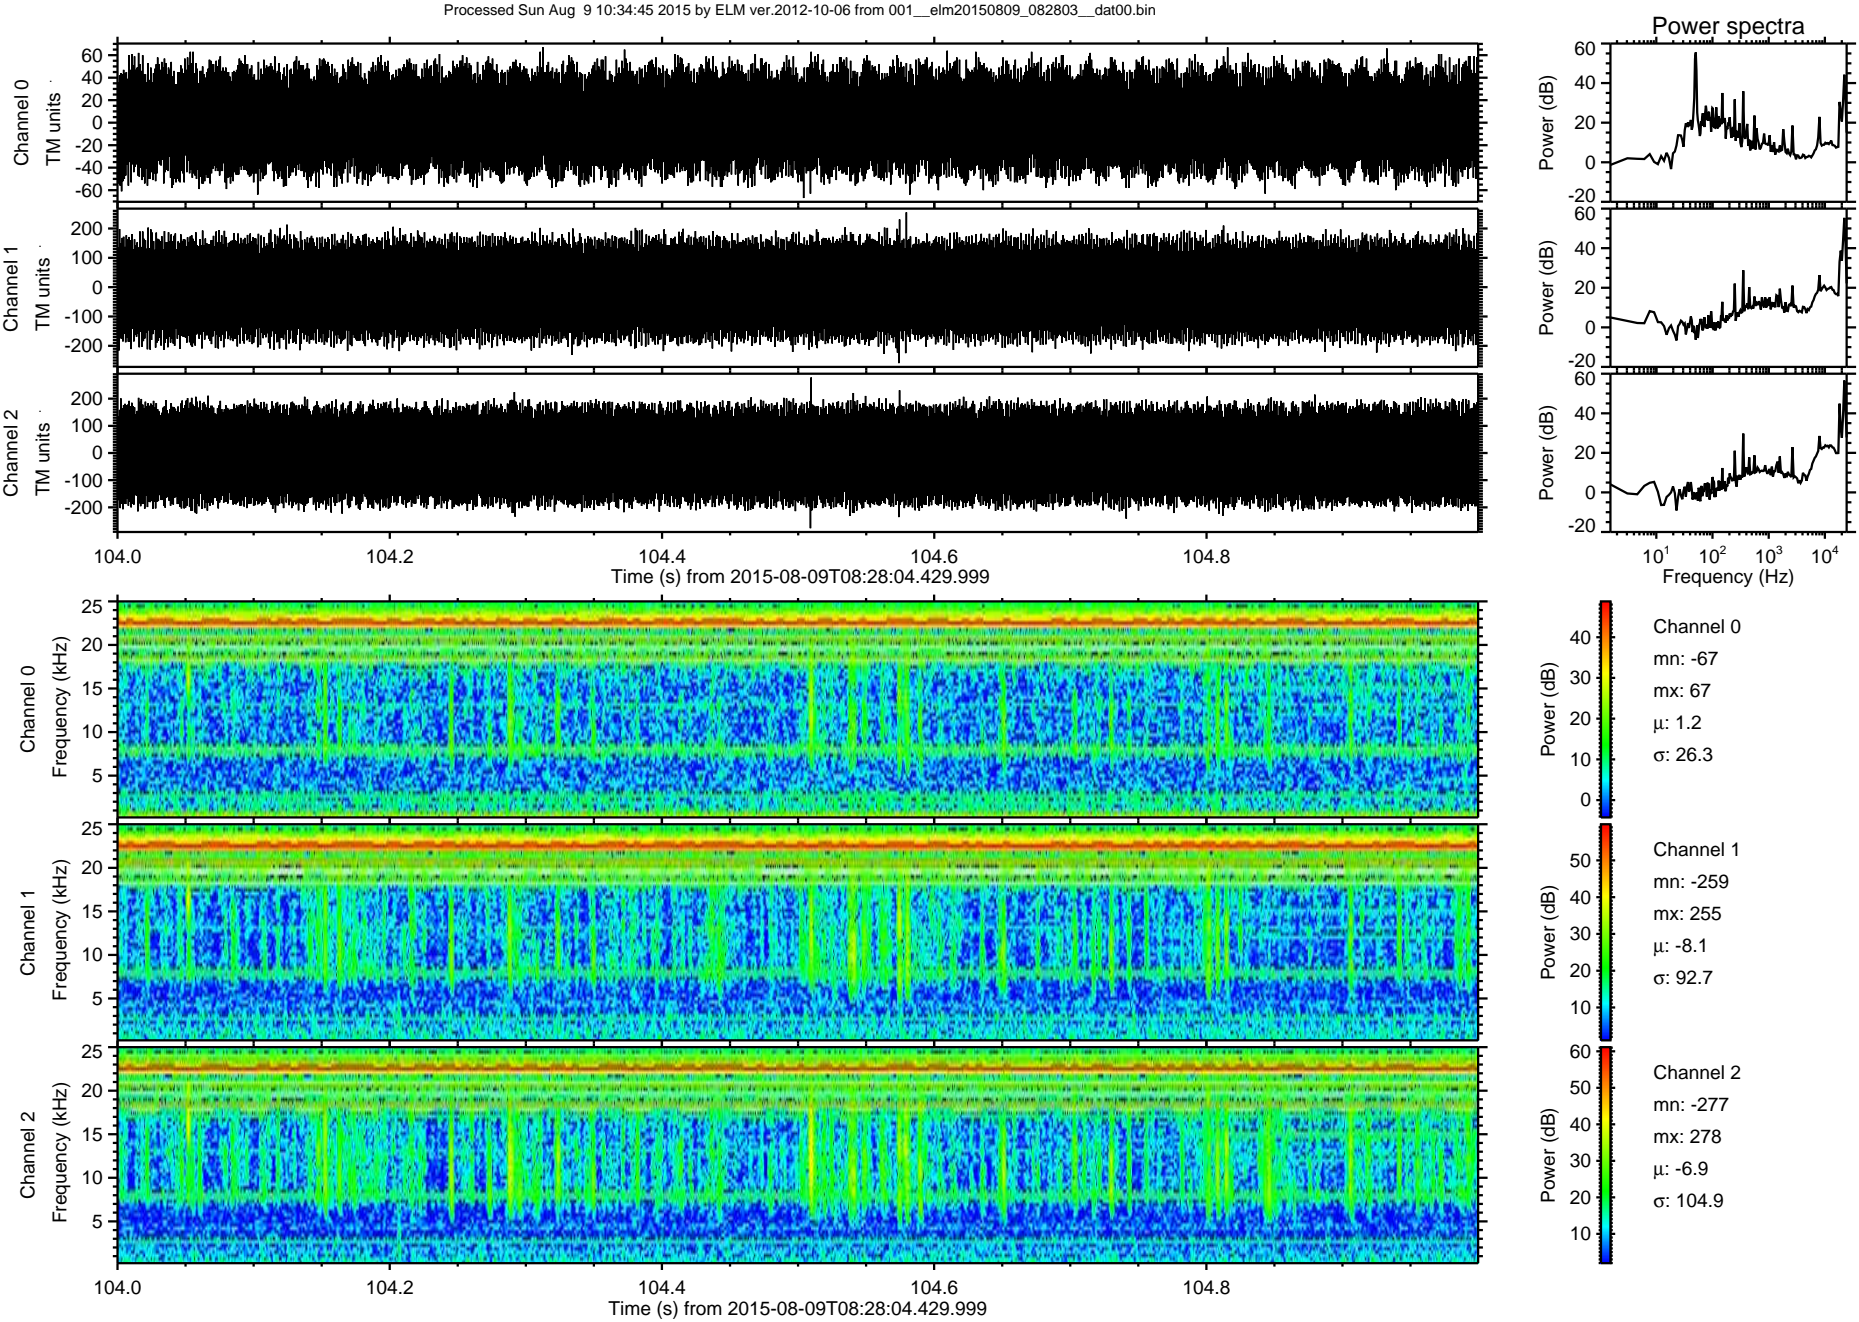 Processed Sun Aug  9 10:34:45 2015 by ELM ver.2012-10-06 from 001__elm20150809_082803__dat00.bin
Power spectra
Channel 0
TM units
60
40
20
0
-20
-40
-60
Power (dB)
60
40
20
0
-20
Channel 1
TM units
200
100
0
-100
-200
Power (dB)
60
40
20
0
-20
Channel 2
TM units
200
100
0
-100
-200
Power (dB)
60
40
20
0
-20
104.0 104.2 104.4 104.6 104.8
Time (s) from 2015-08-09T08:28:04.429.999
10^1 10^2 10^3 10^4
Frequency (Hz)
Channel 0
Frequency (kHz)
25
20
15
10
5
Power (dB)
40
30
20
10
0
Channel 0
mn: -67
mx: 67
μ: 1.2
σ: 26.3
Channel 1
Frequency (kHz)
25
20
15
10
5
Power (dB)
50
40
30
20
10
Channel 1
mn: -259
mx: 255
μ: -8.1
σ: 92.7
Channel 2
Frequency (kHz)
25
20
15
10
5
Power (dB)
60
50
40
30
20
10
Channel 2
mn: -277
mx: 278
μ: -6.9
σ: 104.9
104.0 104.2 104.4 104.6 104.8
Time (s) from 2015-08-09T08:28:04.429.999